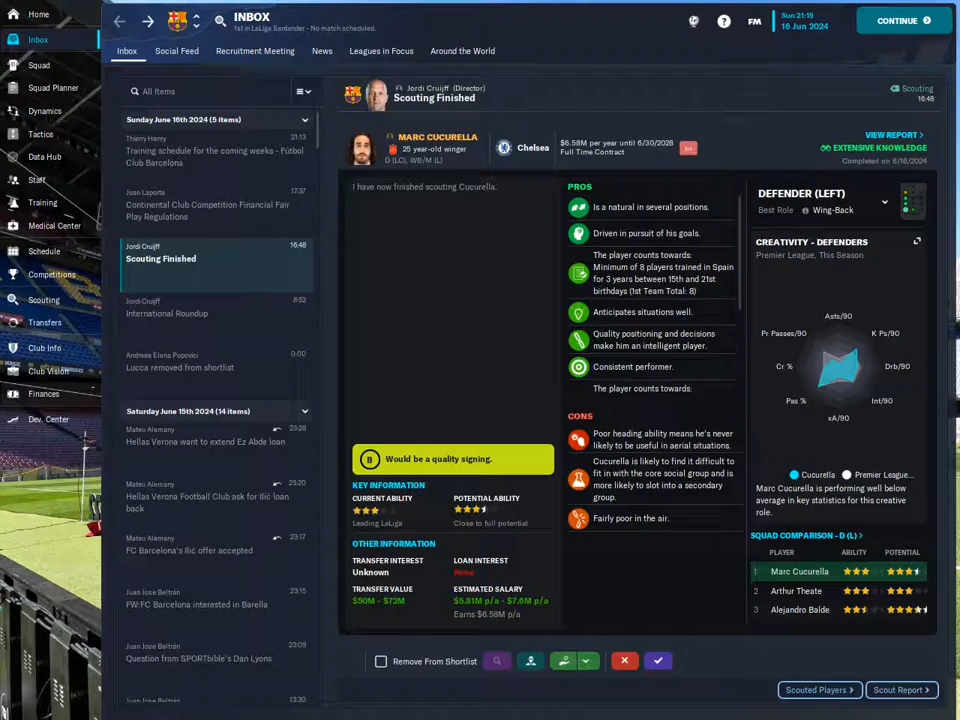 Home
Inbox
Squad
Squad Planner
Dynamics
Tactics
Data Hub
Staff
Training
Medical Center
Schedule
Competitions
Scouting
Transfers
Club Info
Club Vision
Finances
Dev. Center
INBOX
1st in LaLiga Santander - No match scheduled.
FM
Sun 21:15
16 Jun 2024
CONTINUE
Inbox
Social Feed
Recruitment Meeting
News
Leagues in Focus
Around the World
All Items
Sunday June 16th 2024 (5 items)
Thierry Henry
21:13
Training schedule for the coming weeks - Fútbol
Club Barcelona
Joan Laporta
17:37
Continental Club Competition Financial Fair
Play Regulations
Jordi Cruijff
16:48
Scouting Finished
Jordi Cruijff
8:52
International Roundup
Andreea Elena Popovici
0:00
Lucca removed from shortlist
Saturday June 15th 2024 (14 items)
Mateu Alemany
23:28
Hellas Verona want to extend Ez Abde loan
Mateu Alemany
23:20
Hellas Verona Football Club ask for Ilić loan
back
Mateu Alemany
23:17
FC Barcelona's Ilić offer accepted
Juan Jose Beltrán
23:15
FW:FC Barcelona interested in Barella
Juan Jose Beltrán
23:09
Question from SPORTbible's Dan Lyons
Juan Jose Beltrán
13:30
Jordi Cruijff (Director)
Scouting Finished
Scouting
16:48
MARC CUCURELLA
25 year-old winger
D (LC), WB/M (L)
Chelsea
$6.58M per year until 6/30/2028
Full Time Contract
VIEW REPORT >
EXTENSIVE KNOWLEDGE
Completed on 6/16/2024
I have now finished scouting Cucurella.
B
Would be a quality signing.
KEY INFORMATION
CURRENT ABILITY
POTENTIAL ABILITY
Leading LaLiga
Close to full potential
OTHER INFORMATION
TRANSFER INTEREST
LOAN INTEREST
Unknown
None
TRANSFER VALUE
ESTIMATED SALARY
$50M - $72M
$5.81M p/a - $7.6M p/a
Earns $6.58M p/a
PROS
Is a natural in several positions.
Driven in pursuit of his goals.
The player counts towards:
Minimum of 8 players trained in Spain
for 3 years between 15th and 21st
birthdays (1st Team Total: 8)
Anticipates situations well.
Quality positioning and decisions
make him an intelligent player.
Consistent performer.
The player counts towards:
CONS
Poor heading ability means he's never
likely to be useful in aerial situations.
Cucurella is likely to find it difficult to
fit in with the core social group and is
more likely to slot into a secondary
group.
Fairly poor in the air.
DEFENDER (LEFT)
Best Role
Wing-Back
CREATIVITY - DEFENDERS
Premier League, This Season
Asts/90
Pr Passes/90
K Ps/90
Cr %
Drb/90
Pas %
Int/90
xA/90
Cucurella
Premier League...
Marc Cucurella is performing well below
average in key statistics for this creative
role.
SQUAD COMPARISON - D (L) >
PLAYER
ABILITY
POTENTIAL
1 Marc Cucurella
2 Arthur Theate
3 Alejandro Balde
Remove From Shortlist
Scouted Players >
Scout Report >